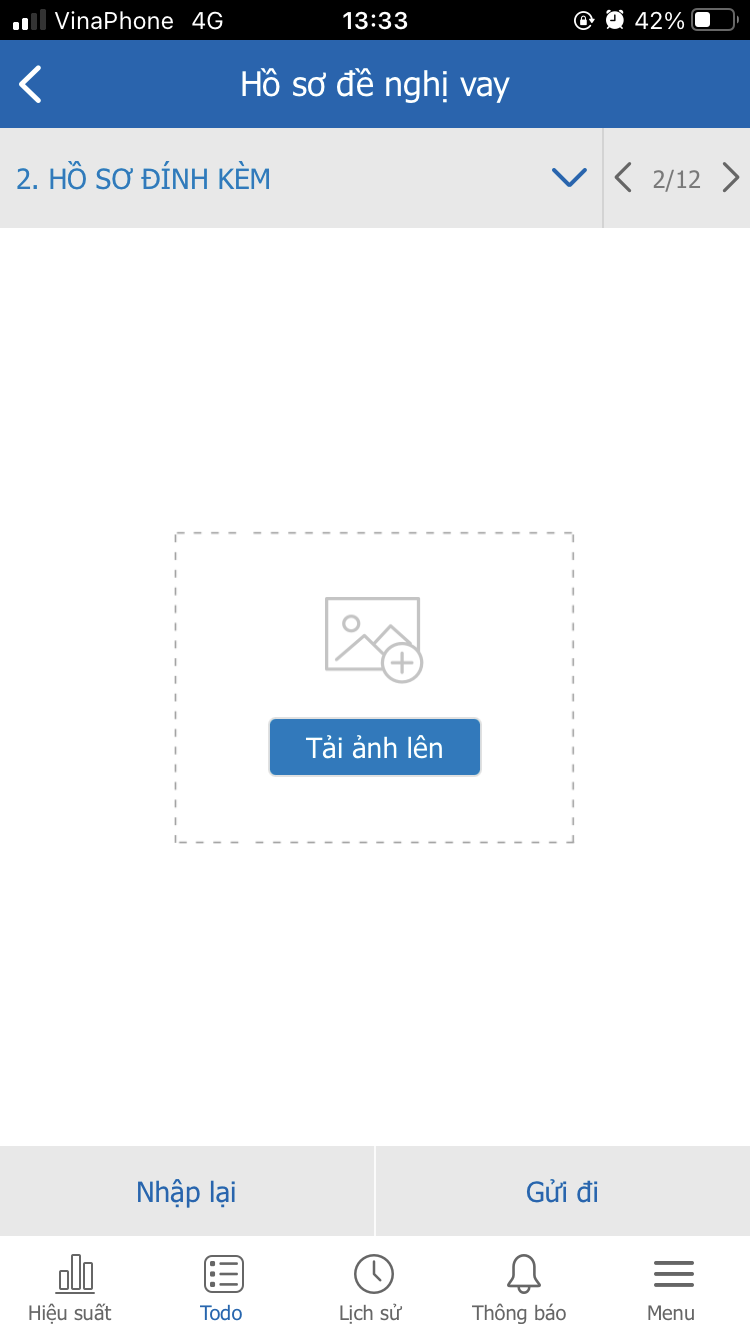 VinaPhone 4G 13:33 42%
Hồ sơ đề nghị vay
2. HỒ SƠ ĐÍNH KÈM 2/12
Tải ảnh lên
Nhập lại Gửi đi
Hiệu suất Todo Lịch sử Thông báo Menu